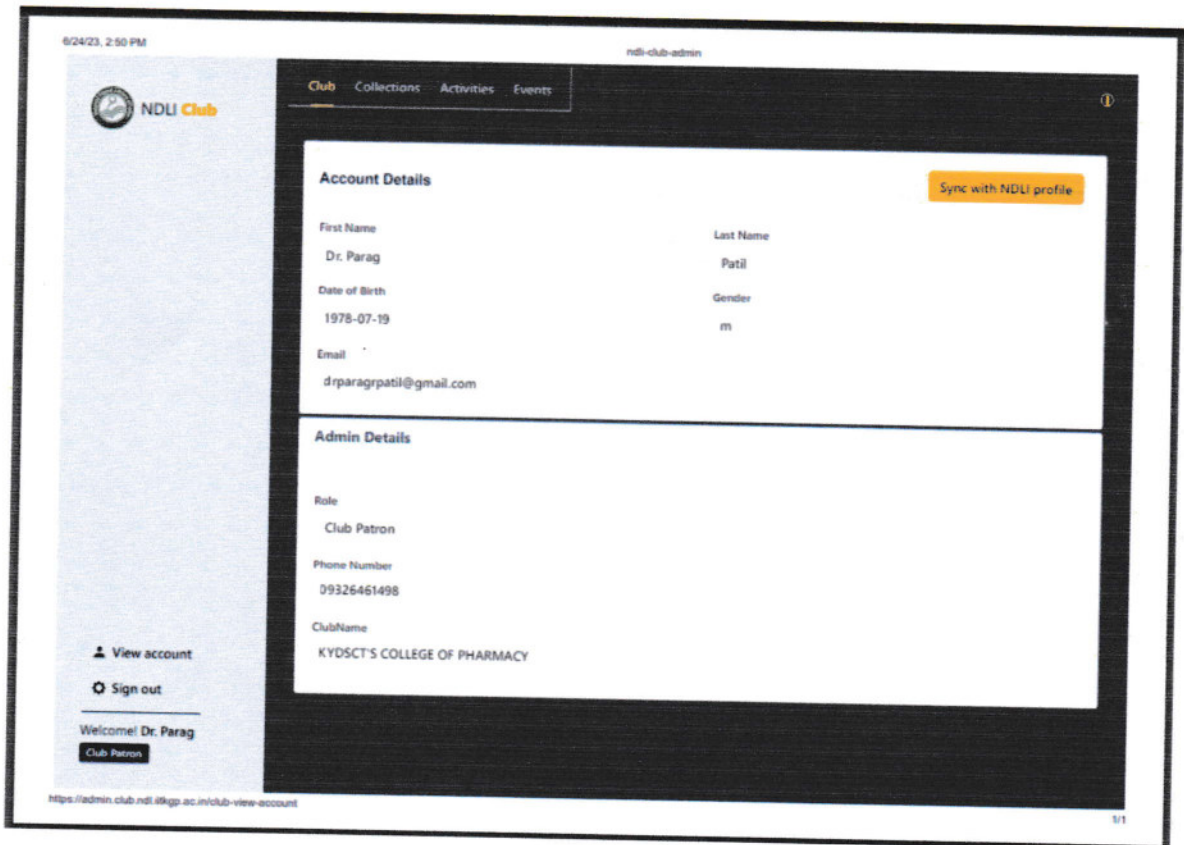 6/24/23, 2:50 PM
ndli-club-admin
NDLI Club
Club Collections Activities Events
Account Details
Sync with NDLI profile
First Name
Last Name
Dr. Parag
Patil
Date of Birth
Gender
1978-07-19
m
Email
drparagrpatil@gmail.com
Admin Details
Role
Club Patron
Phone Number
09326461498
ClubName
KYDSCT'S COLLEGE OF PHARMACY
View account
Sign out
Welcome! Dr. Parag
Club Patron
https://admin.club.ndl.iitkgp.ac.in/club-view-account
1/1